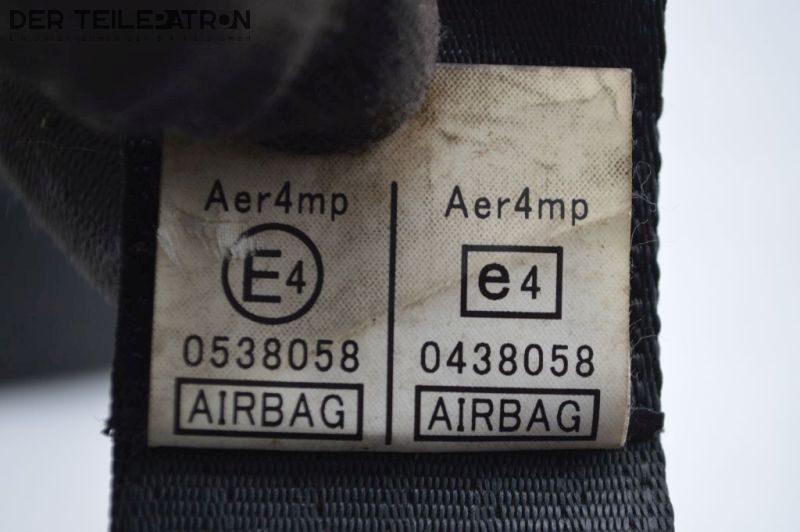 DER TEILEPATRON
Aer4mp
E4
0538058
AIRBAG
Aer4mp
e4
0438058
AIRBAG